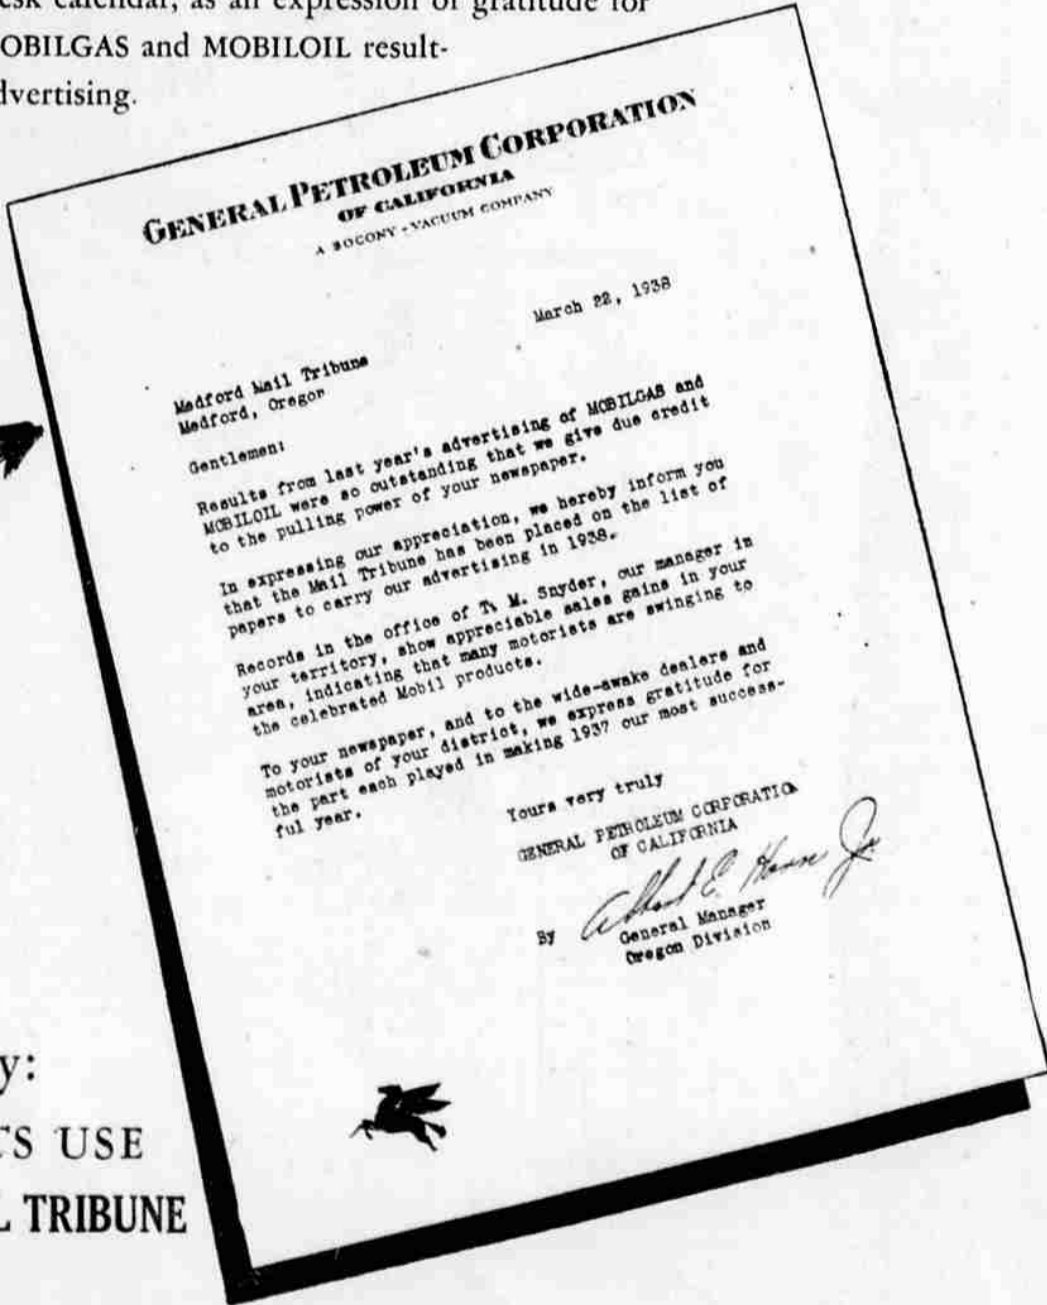 esk calendar, as an expression of gratitude for
OBILGAS and MOBILOIL result-
dvertising.
GENERAL PETROLEUM CORPORATION
OF CALIFORNIA
A SOCONY-VACUUM COMPANY
March 22, 1938
Medford Mail Tribune
Medford, Oregon
Gentlemen:
Results from last year's advertising of MOBILGAS and
MOBILOIL were so outstanding that we give due credit
to the pulling power of your newspaper.
In expressing our appreciation, we hereby inform you
that the Mail Tribune has been placed on the list of
papers to carry our advertising in 1938.
Records in the office of T. M. Snyder, our manager in
your territory, show appreciable sales gains in your
area, indicating that many motorists are swinging to
the celebrated Mobil products.
To your newspaper, and to the wide-awake dealers and
motorists of your district, we express gratitude for
the part each played in making 1937 our most success-
ful year.
Yours very truly
GENERAL PETROLEUM CORPORATIO
OF CALIFORNIA
By
General Manager
Oregon Division
y:
TS USE
L TRIBUNE